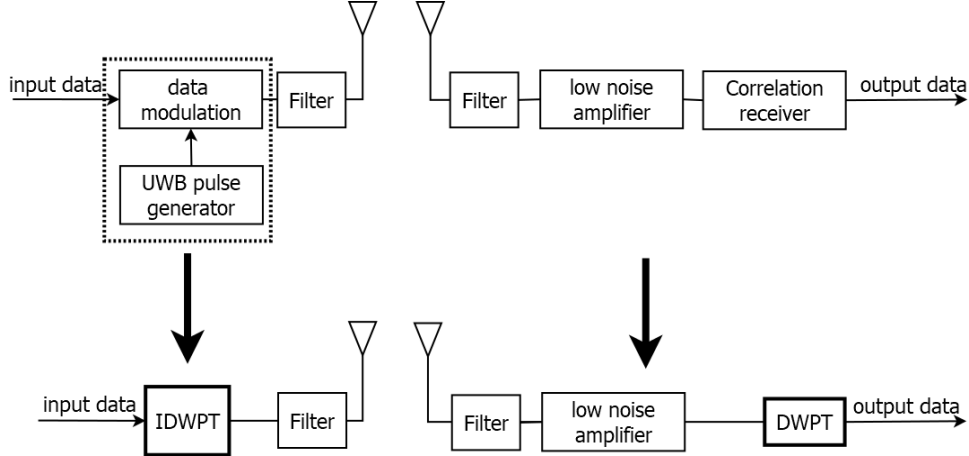 input data
data
modulation
Filter
UWB pulse
generator
Filter
low noise
amplifier
Correlation
receiver
output data
input data
IDWPT
Filter
Filter
low noise
amplifier
DWPT
output data